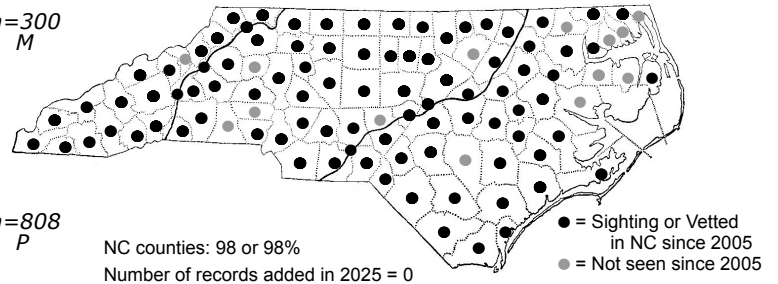 n=300
M
n=808
P
NC counties: 98 or 98%
Number of records added in 2025 = 0
● = Sighting or Vetted
in NC since 2005
● = Not seen since 2005